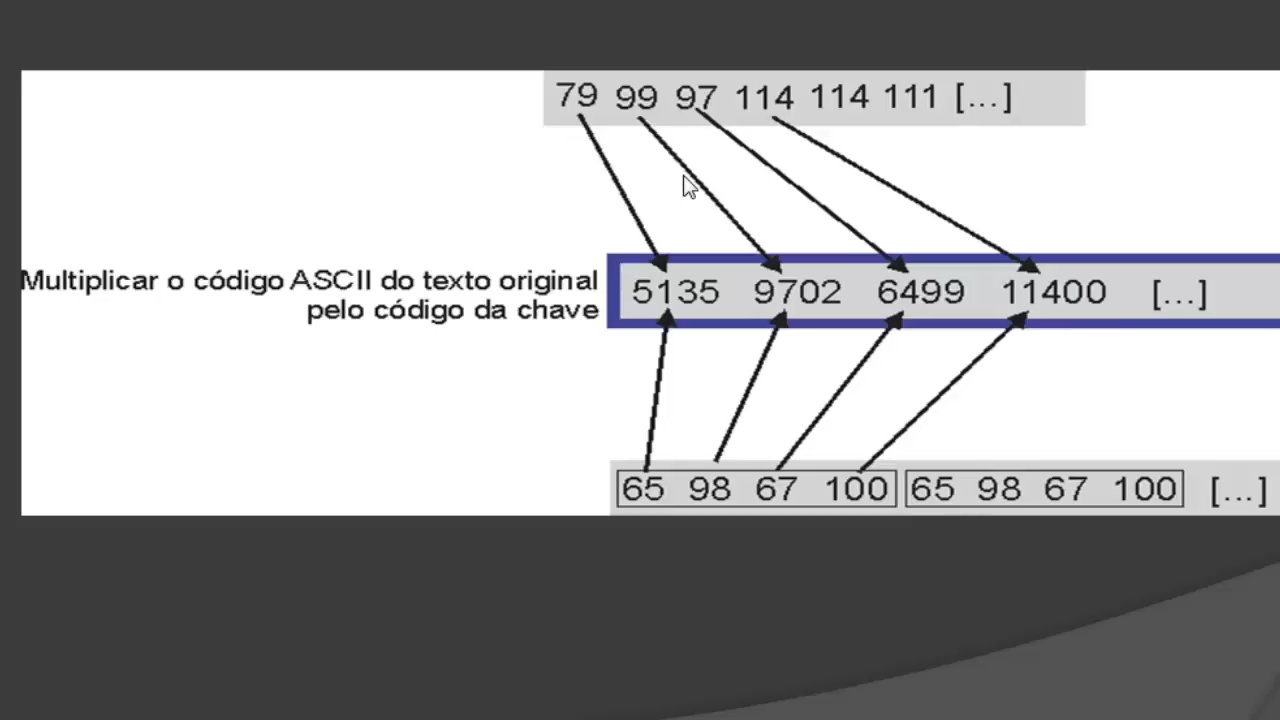 79 99 97 114 114 111 [...]
Multiplicar o código ASCII do texto original
pelo código da chave
5135 9702 6499 11400 [...]
65 98 67 100 65 98 67 100 [...]